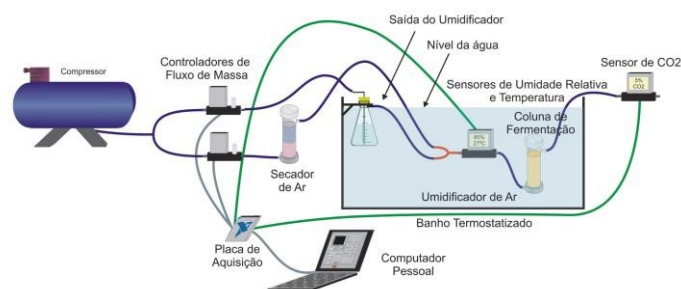 Compressor
Controladores de
Fluxo de Massa
Saída do Umidificador
Nível da água
Sensor de CO2
5%
CO2
Sensores de Umidade Relativa
e Temperatura
Coluna de
Fermentação
27ºC
Secador
de Ar
Umidificador de Ar
Banho Termostatizado
Placa de
Aquisição
Computador
Pessoal